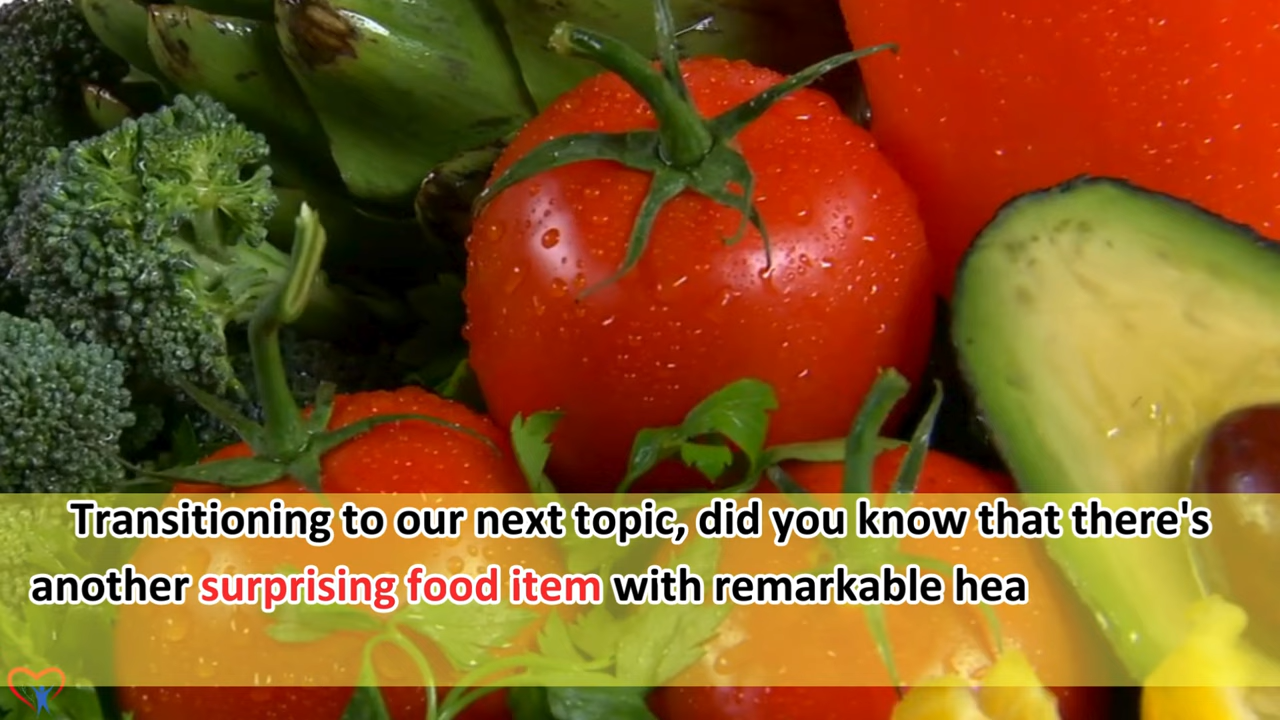 Transitioning to our next topic, did you know that there's
another surprising food item with remarkable hea